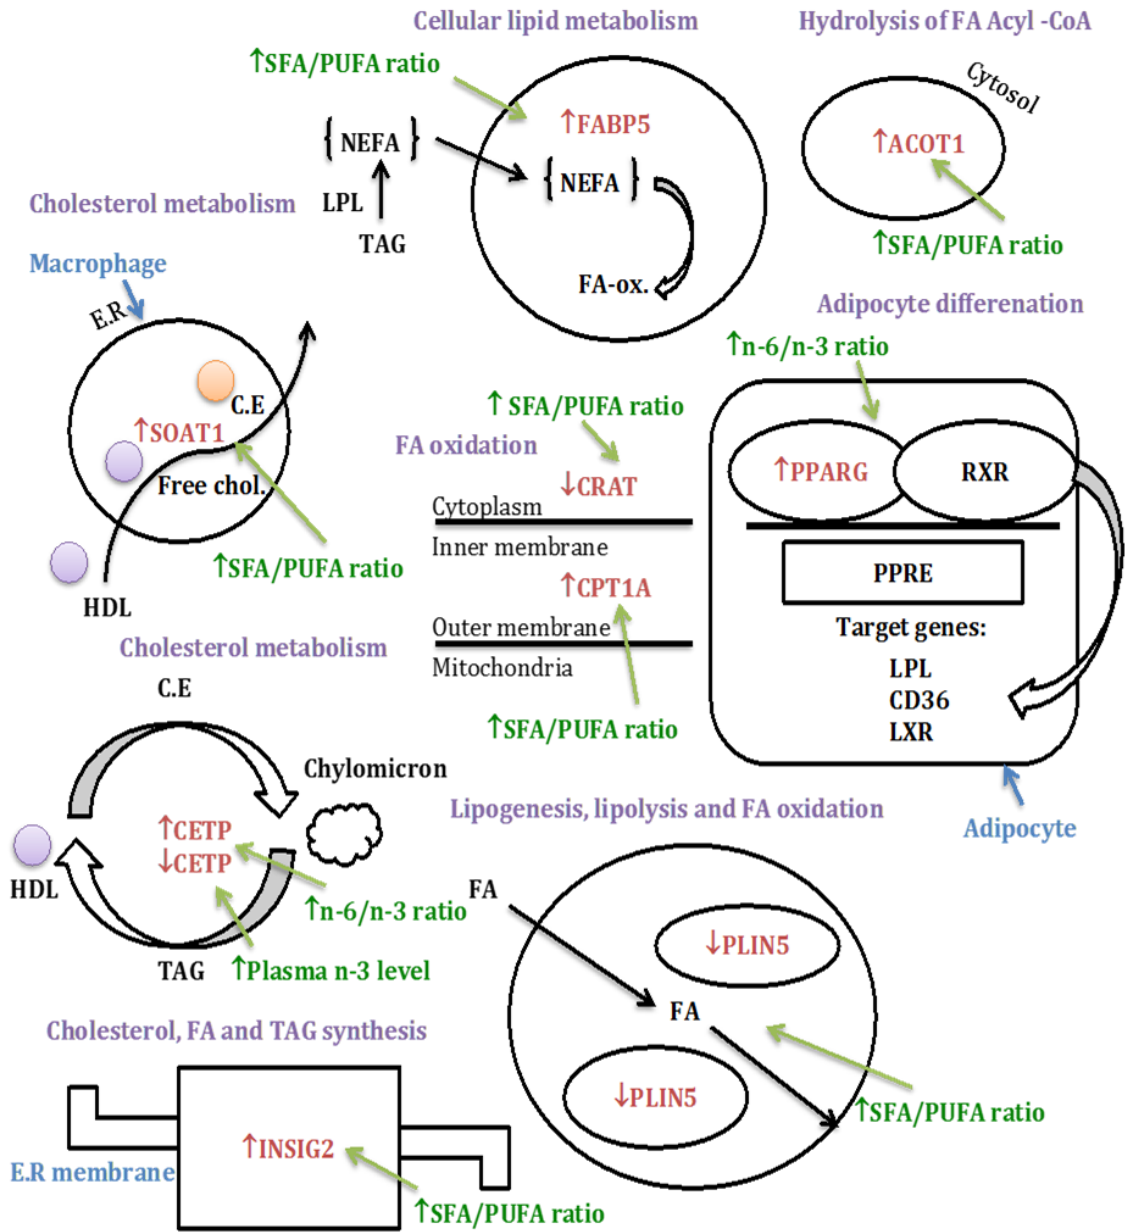 Cellular lipid metabolism
Hydrolysis of FA Acyl -CoA
↑SFA/PUFA ratio
Cytosol
↑FABP5
{ NEFA }
{ NEFA }
↑ACOT1
LPL
TAG
FA-ox.
↑SFA/PUFA ratio
Cholesterol metabolism
Macrophage
E.R
C.E
↑SOAT1
Free chol.
↑SFA/PUFA ratio
HDL
Adipocyte differenation
↑n-6/n-3 ratio
↑ SFA/PUFA ratio
FA oxidation
↓CRAT
Cytoplasm
Inner membrane
↑CPT1A
Outer membrane
Mitochondria
↑SFA/PUFA ratio
↑PPARG
RXR
PPRE
Target genes:
LPL
CD36
LXR
Adipocyte
Cholesterol metabolism
C.E
Chylomicron
↑CETP
↓CETP
HDL
↑n-6/n-3 ratio
TAG
↑Plasma n-3 level
Lipogenesis, lipolysis and FA oxidation
FA
↓PLIN5
FA
↓PLIN5
↑SFA/PUFA ratio
Cholesterol, FA and TAG synthesis
↑INSIG2
E.R membrane
↑SFA/PUFA ratio